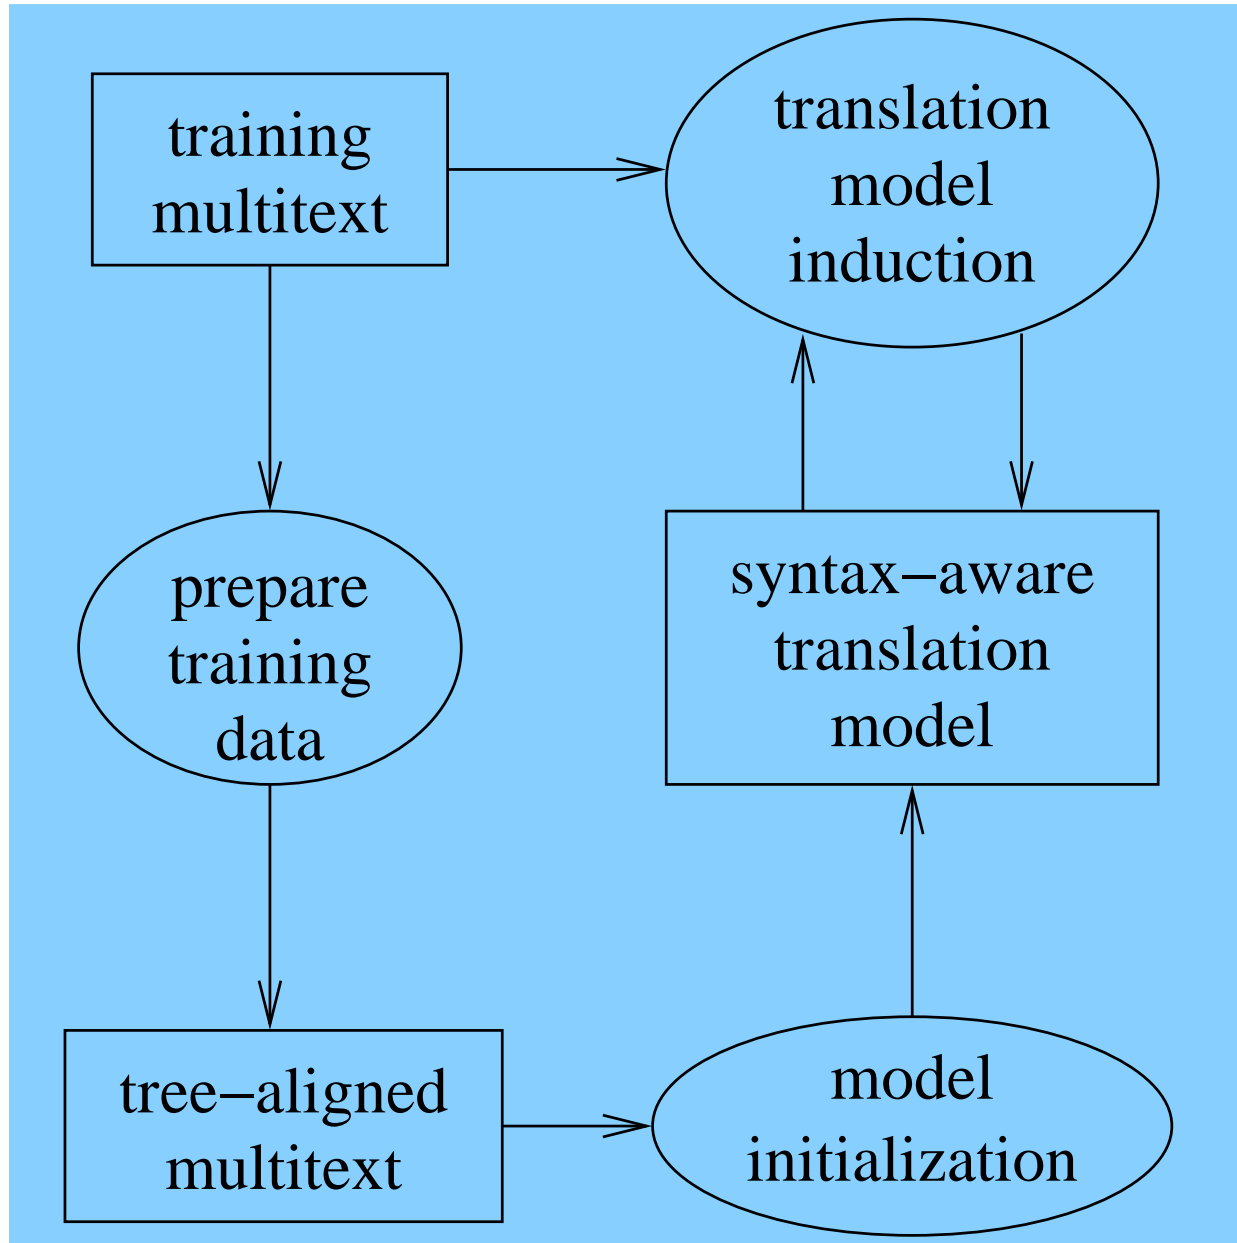 training
multitext
translation
model
induction
prepare
training
data
syntax−aware
translation
model
tree−aligned
multitext
model
initialization